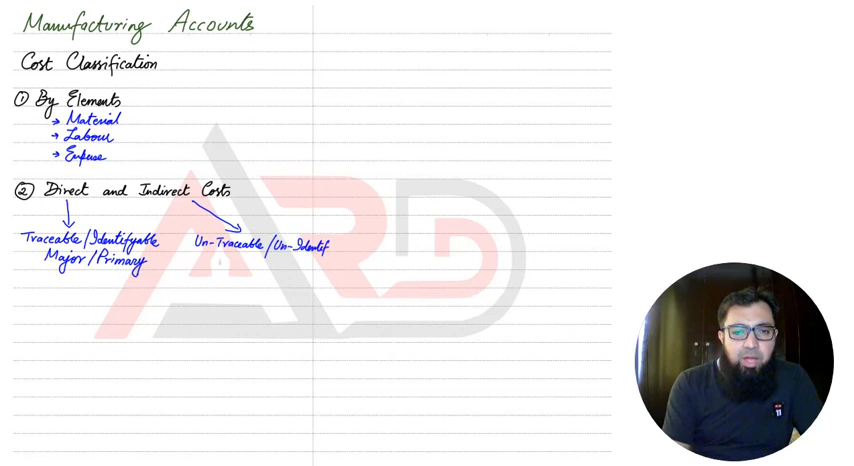 Manufacturing Accounts
Cost Classification
① By Elements
→ Material
→ Labour
→ Expense
② Direct and Indirect Costs
Traceable/Identifyable
Un-Traceable/Un-Identif
Major/Primary
ARD